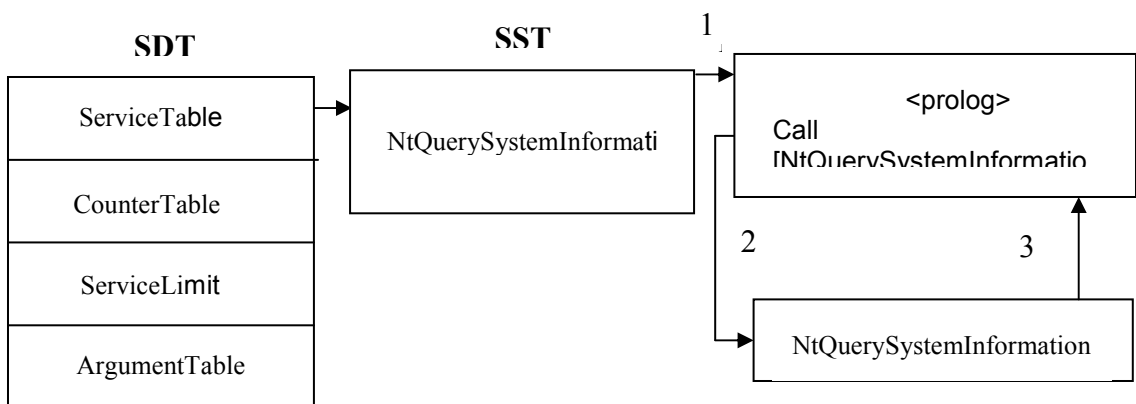 SDT
SST
1
ServiceTable
NtQuerySystemInformati
<prolog>
Call
[NtQuerySystemInformatio
CounterTable
2
3
ServiceLimit
NtQuerySystemInformation
ArgumentTable